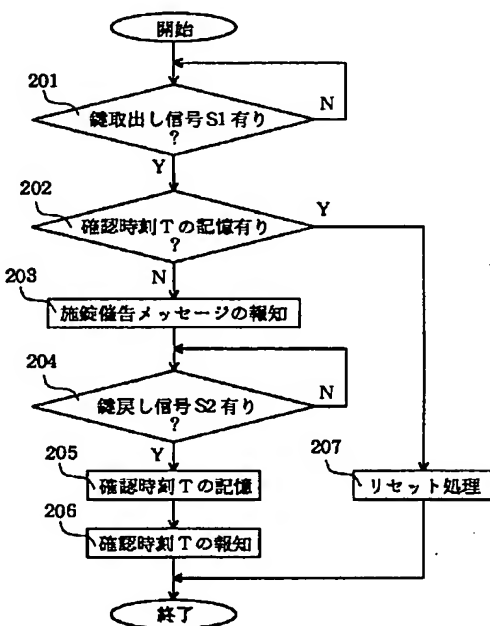 開始
201
鍵取出し信号S1有り
?
N
Y
202
確認時刻Tの記憶有り
?
Y
N
203
施錠催告メッセージの報知
204
鍵戻し信号S2有り
?
N
Y
205
確認時刻Tの記憶
207
リセット処理
206
確認時刻Tの報知
終了